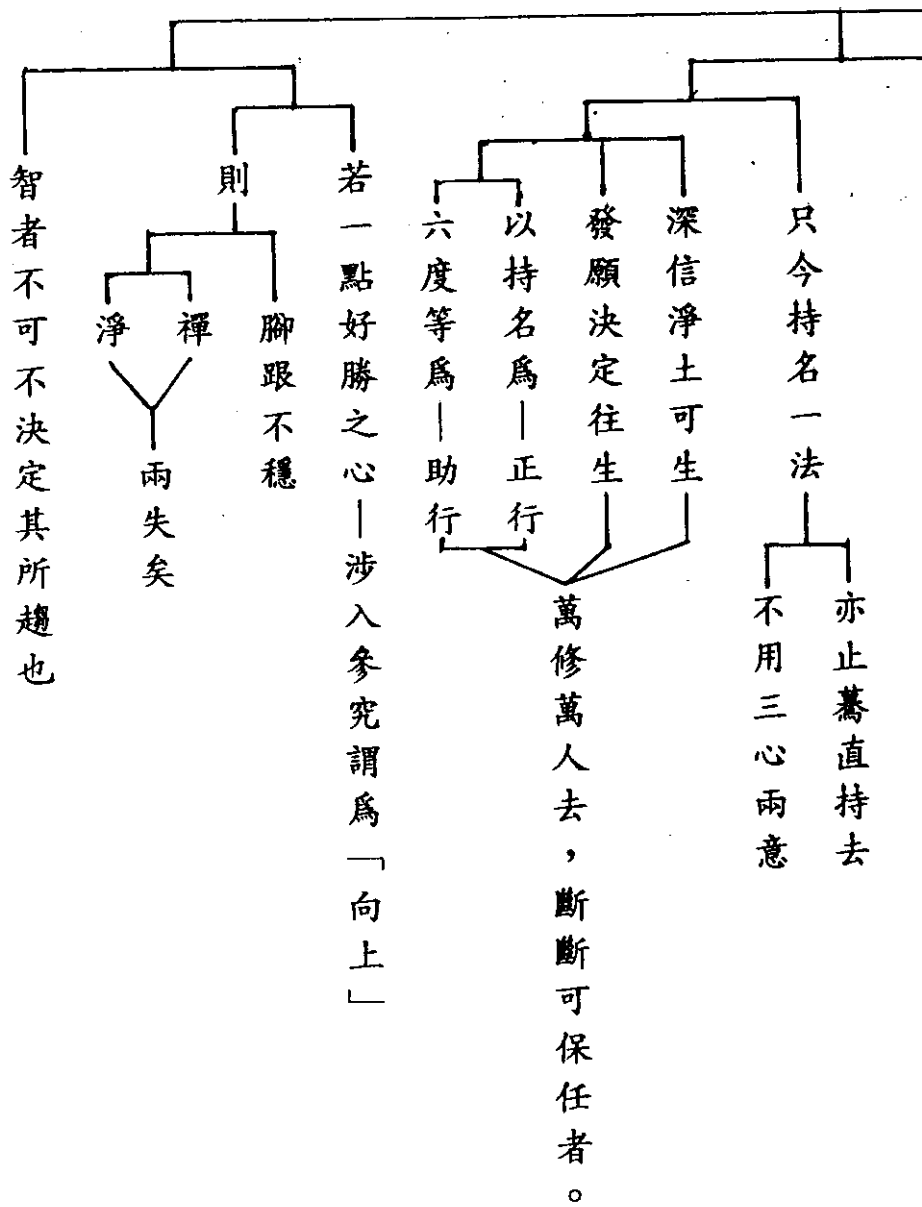 只今持名一法
亦止驀直持去
不用三心兩意
深信淨土可生
發願決定往生
以持名爲—正行
六度等爲—助行
萬修萬人去，斷斷可保任者。
若一點好勝之心—涉入參究謂爲「向上」
則
腳跟不穩
禪
淨
兩失矣
智者不可不決定其所趨也